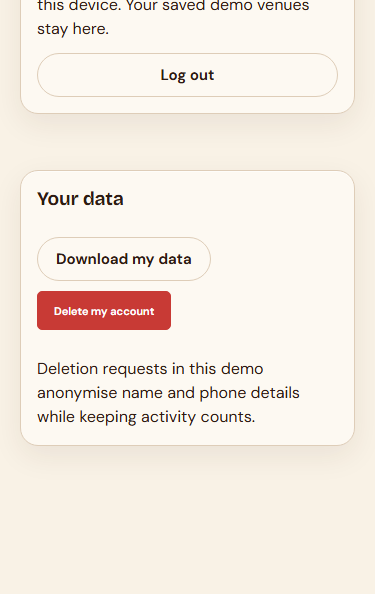 this device. Your saved demo venues
stay here.
Log out
Your data
Download my data
Delete my account
Deletion requests in this demo
anonymise name and phone details
while keeping activity counts.